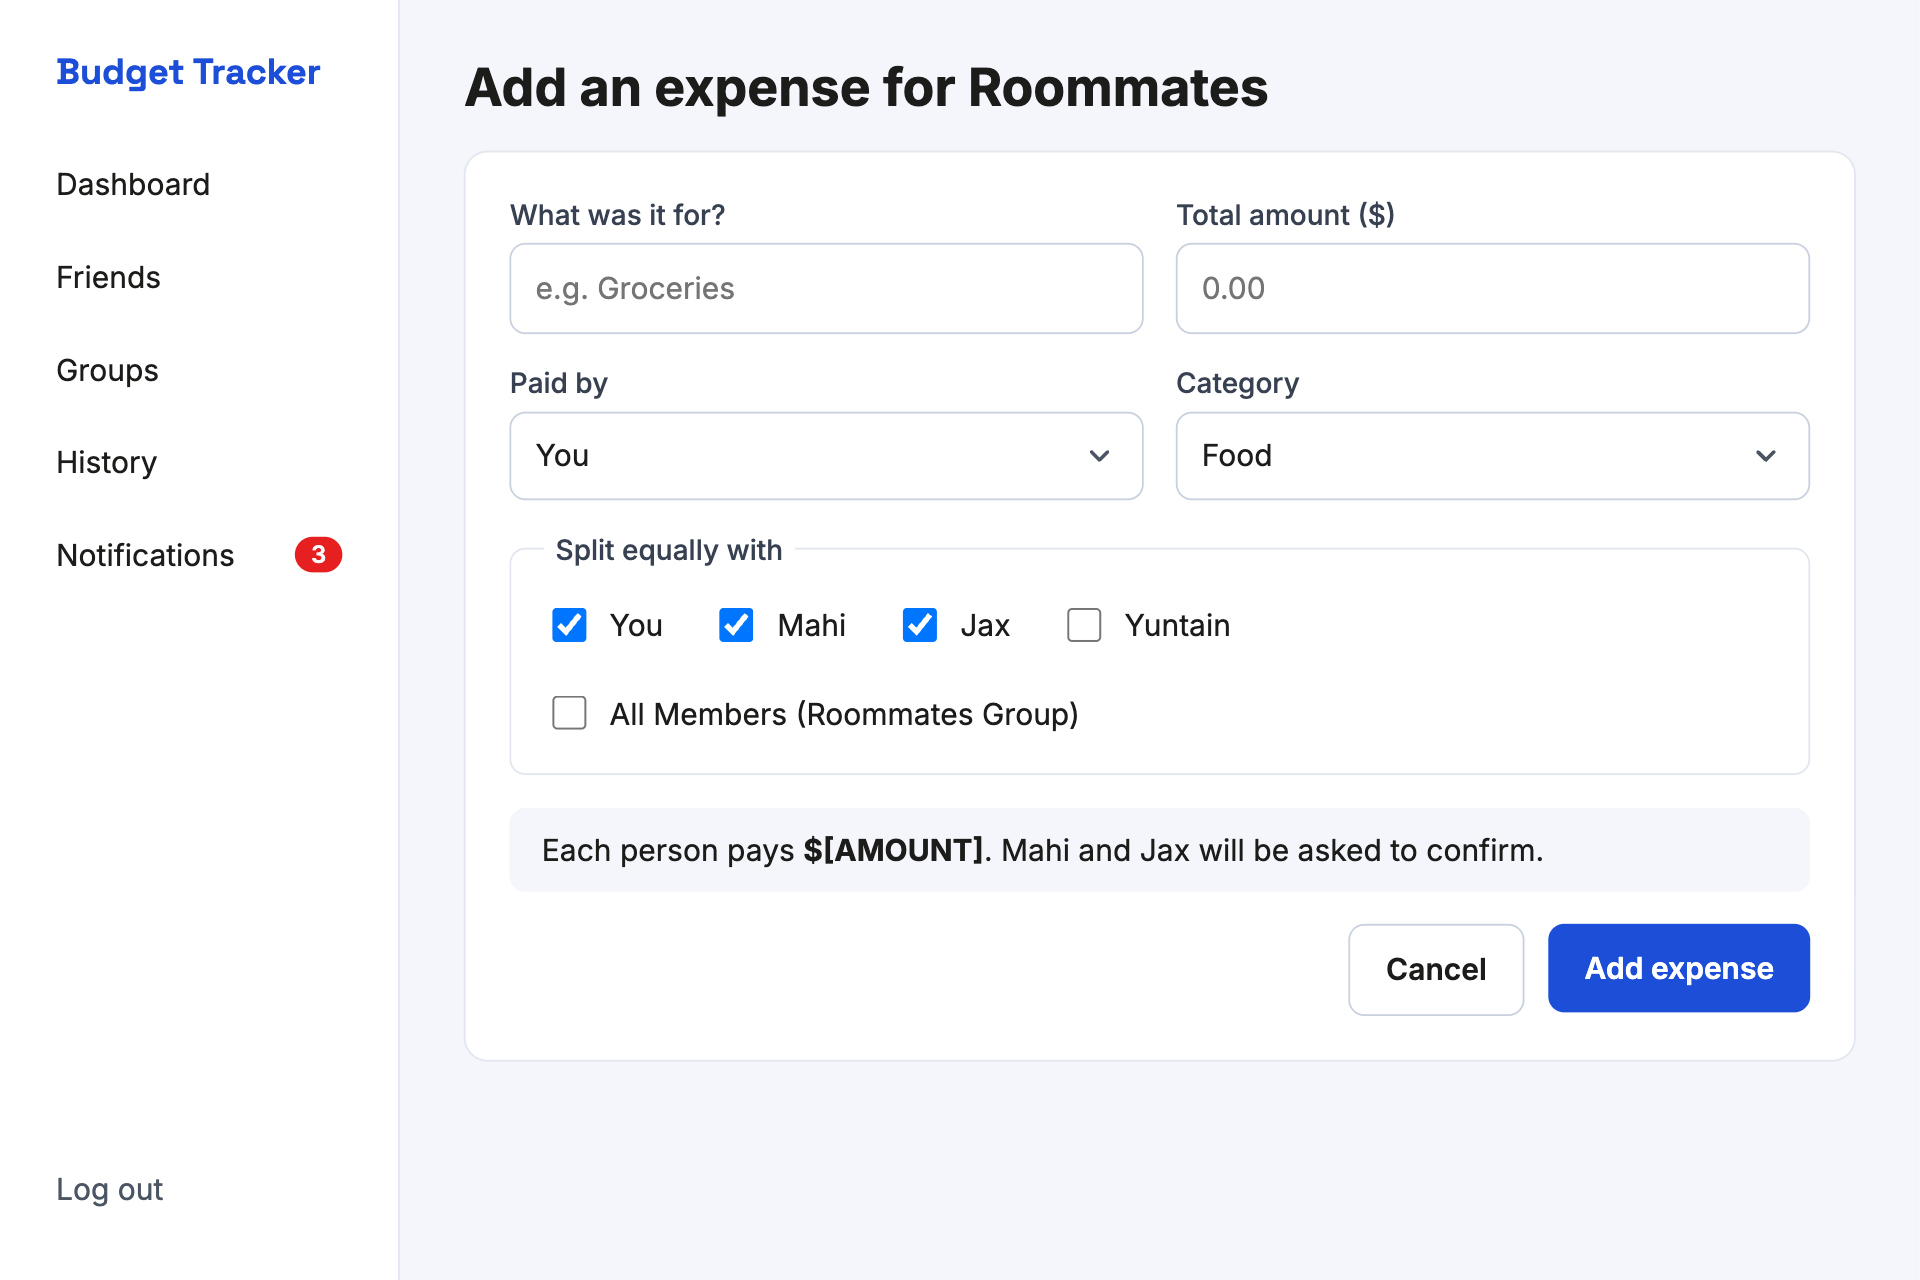 Budget Tracker
Dashboard
Friends
Groups
History
Notifications 3
Log out
Add an expense for Roommates
What was it for?
e.g. Groceries
Total amount ($)
0.00
Paid by
You
Category
Food
Split equally with
You Mahi Jax Yuntain
All Members (Roommates Group)
Each person pays $[AMOUNT]. Mahi and Jax will be asked to confirm.
Cancel Add expense